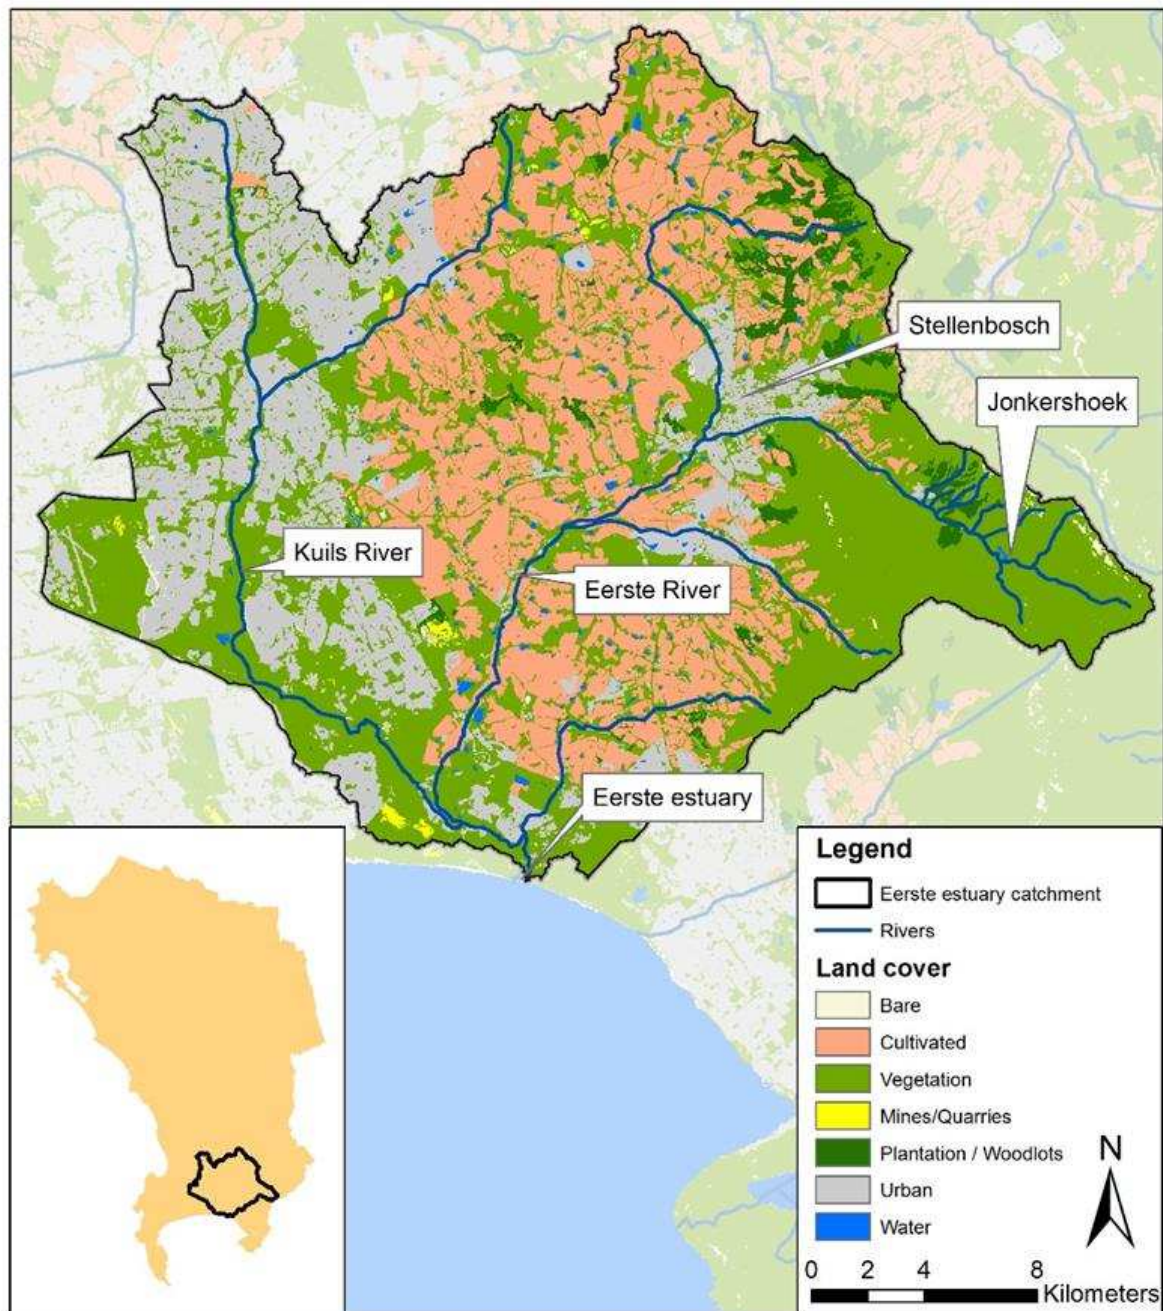 Stellenbosch
Jonkershoek
Kuils River
Eerste River
Eerste estuary
Legend
Eerste estuary catchment
Rivers
Land cover
Bare
Cultivated
Vegetation
Mines/Quarries
Plantation / Woodlots
Urban
Water
N
0 2 4 8
Kilometers